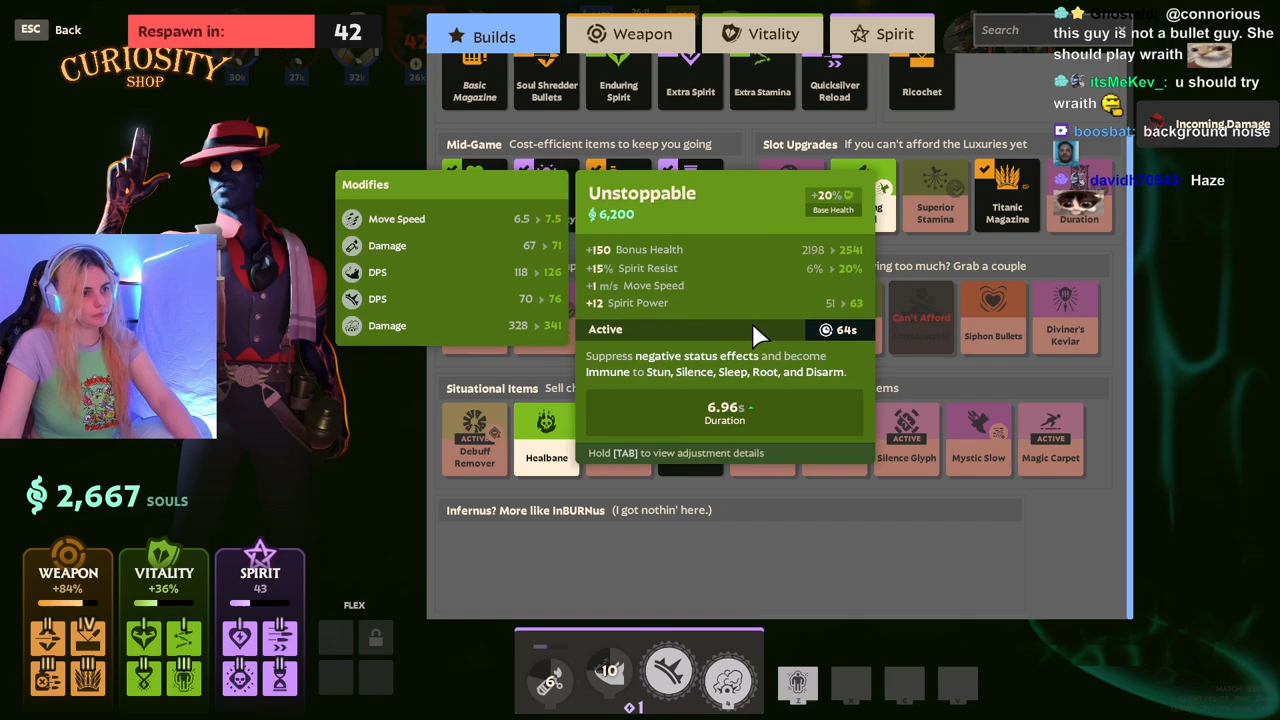 ESC Back
Respawn in: 42
CURIOSITY
SHOP
Builds
Weapon
Vitality
Spirit
Search
@connorious
this guy is not a bullet guy. She
should play wraith
itsMeKev_: u should try
wraith
Incoming Damage
boosbat: background noise
davidh70543: Haze
Basic
Magazine
Soul Shredder
Bullets
Enduring
Spirit
Extra Spirit
Extra Stamina
Quicksilver
Reload
Ricochet
Mid-Game Cost-efficient items to keep you going
Slot Upgrades If you can't afford the Luxuries yet
Superior
Stamina
Titanic
Magazine
Duration
Modifies
Move Speed 6.5 > 7.5
Damage 67 > 71
DPS 118 > 126
DPS 70 > 76
Damage 328 > 341
Unstoppable
6,200
+20%
Base Health
+150 Bonus Health 2198 > 2541
+15% Spirit Resist 6% > 20%
+1 m/s Move Speed
+12 Spirit Power 51 > 63
Active 64s
Suppress negative status effects and become
Immune to Stun, Silence, Sleep, Root, and Disarm.
6.96s
Duration
Hold [TAB] to view adjustment details
ring too much? Grab a couple
Can't Afford
Siphon Bullets
Diviner's
Kevlar
Situational Items
ems
ACTIVE
Debuff
Remover
Healbane
ACTIVE
Silence Glyph
Mystic Slow
ACTIVE
Magic Carpet
Infernus? More like InBURNus (I got nothin' here.)
2,667 SOULS
WEAPON
+84%
VITALITY
+36%
SPIRIT
43
FLEX
6
10
4
+1
Z
X
C
V